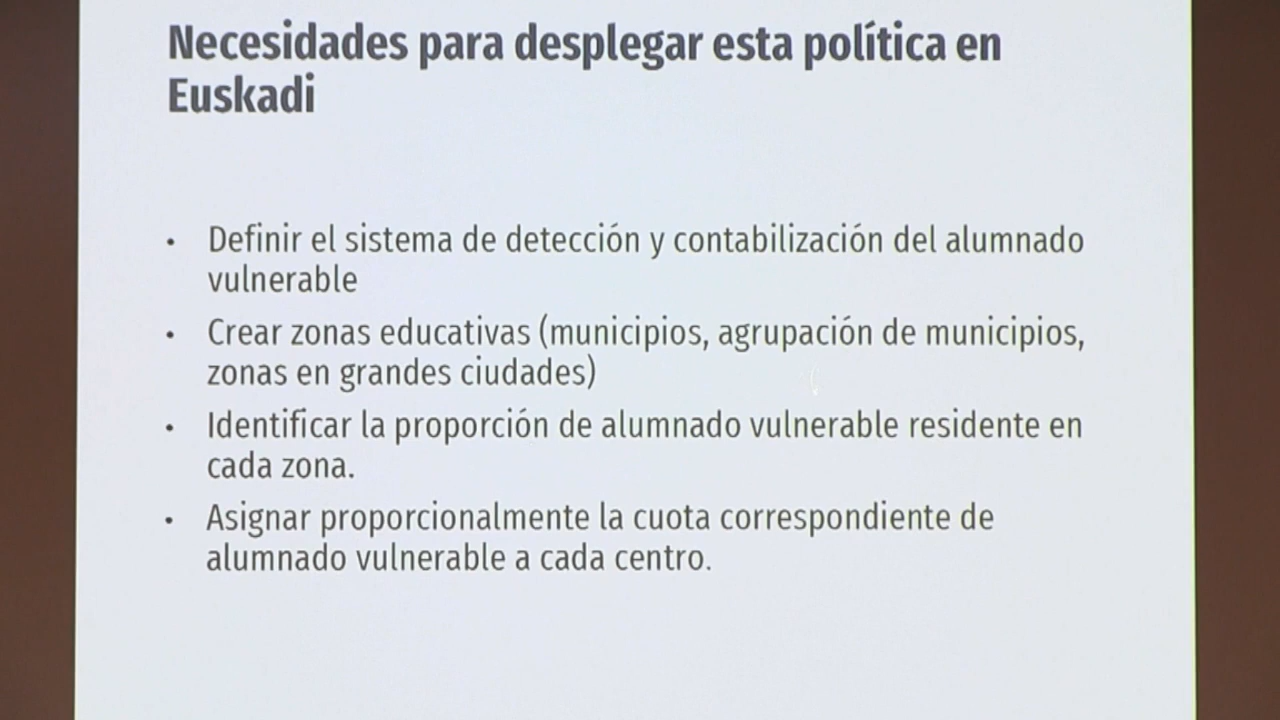 Necesidades para desplegar esta política en
Euskadi
• Definir el sistema de detección y contabilización del alumnado
vulnerable
• Crear zonas educativas (municipios, agrupación de municipios,
zonas en grandes ciudades)
• Identificar la proporción de alumnado vulnerable residente en
cada zona.
• Asignar proporcionalmente la cuota correspondiente de
alumnado vulnerable a cada centro.